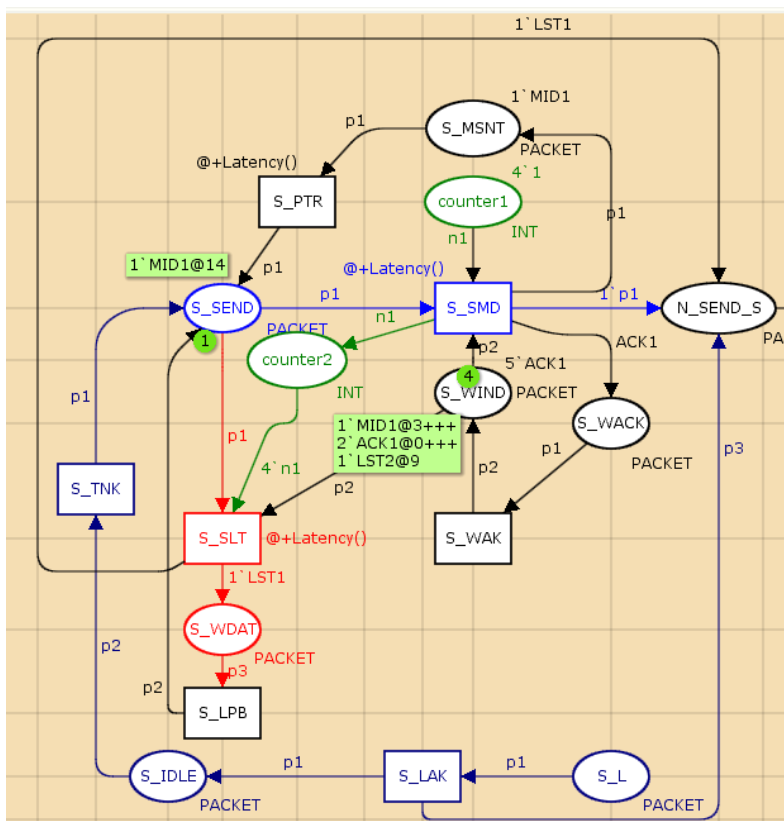 1`LST1
1`MID1
p1
S_MSNT
PACKET
@+Latency()
4`1
S_PTR
counter1
p1
n1
INT
p1
1`MID1@14
@+Latency()
S_SEND
p1
S_SMD
1`p1
N_SEND_S
PACKET
n1
ACK1
PA
1
counter2
p2
5`ACK1
4
INT
S_WIND
PACKET
p1
1`MID1@3+++
2`ACK1@0+++
1`LST2@9
S_WACK
p1
p1
PACKET
p3
4`n1
p2
p2
S_TNK
S_SLT
@+Latency()
S_WAK
1`LST1
S_WDAT
PACKET
p2
p3
p2
S_LPB
S_IDLE
p1
S_LAK
p1
S_L
PACKET
PACKET